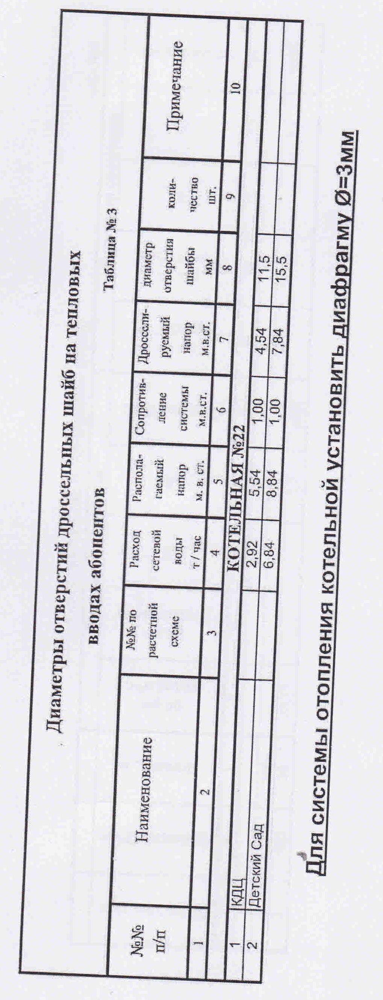 Диаметры отверстий дроссельных шайб на тепловых
вводах абонентов
Таблица № 3
№№ п/п
Наименование
№№ по расчетной схеме
Расход сетевой воды т / час
Распола- гаемый напор м. в. ст.
Сопротив- ление системы м.в.ст.
Дроссели- руемый напор м.в.ст.
диаметр отверстия шайбы мм
коли- чество шт.
Примечание
1 2 3 4 5 6 7 8 9 10
КОТЕЛЬНАЯ №22
1 КДЦ 2,92 5,54 1,00 4,54 11,5
2 Детский Сад 6,84 8,84 1,00 7,84 15,5
Для системы отопления котельной установить диафрагму Ø=3мм